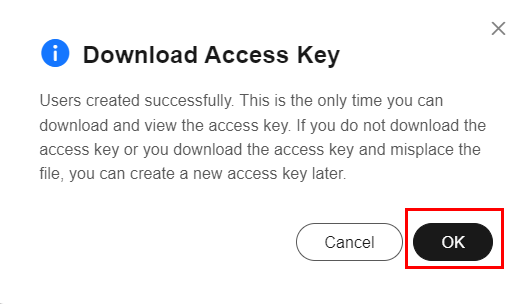 Download Access Key
Users created successfully. This is the only time you can
download and view the access key. If you do not download the
access key or you download the access key and misplace the
file, you can create a new access key later.
Cancel
OK